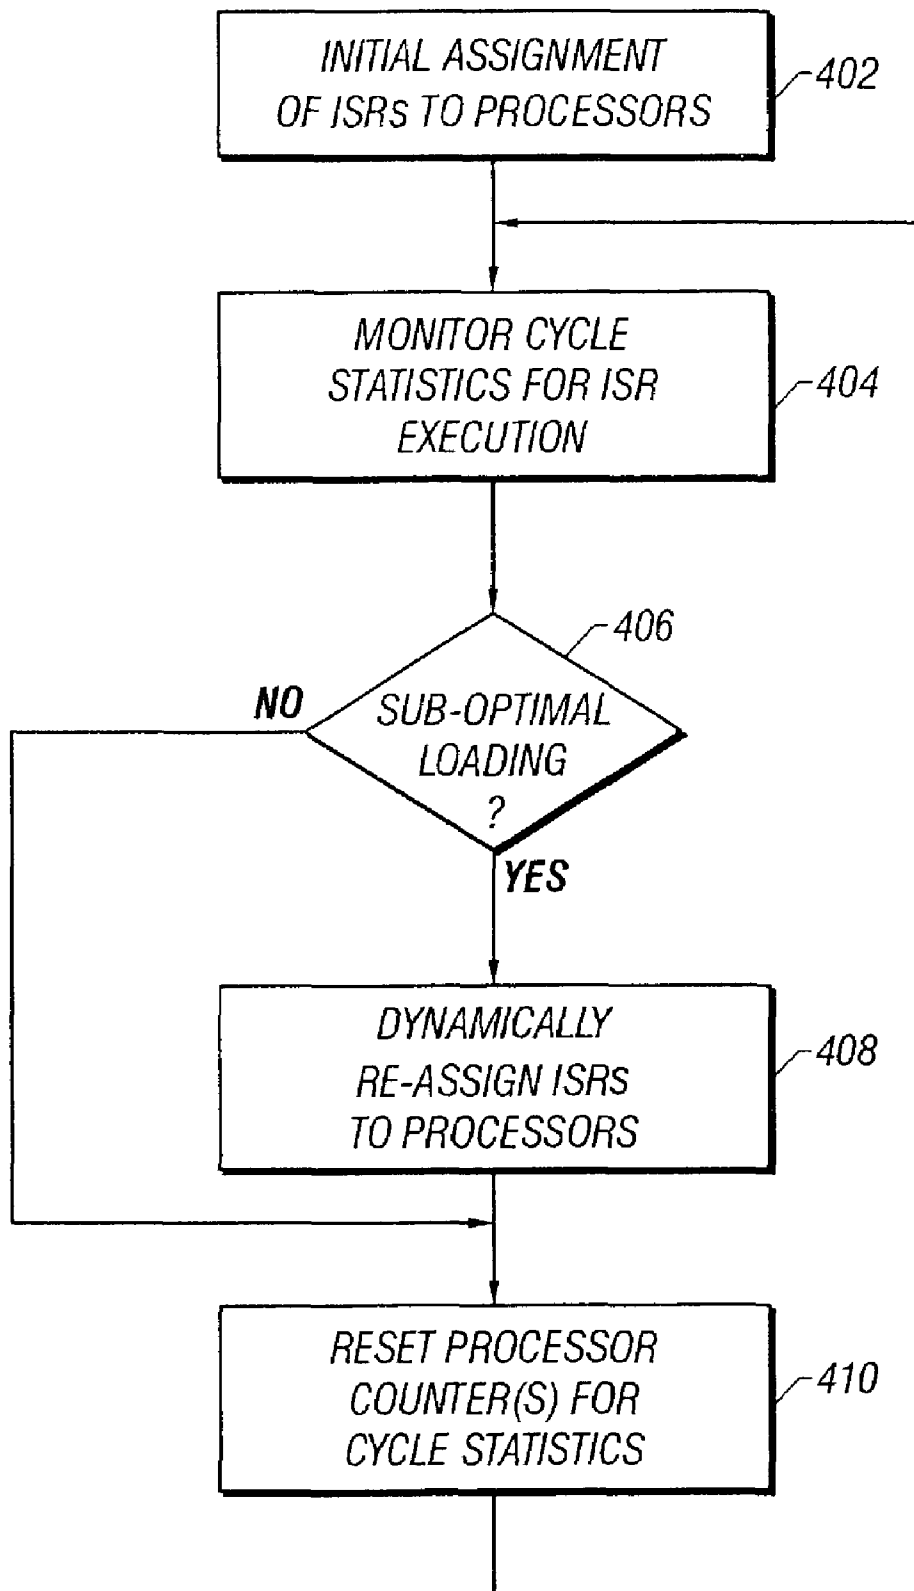 INITIAL ASSIGNMENT
OF ISRs TO PROCESSORS
402
MONITOR CYCLE
STATISTICS FOR ISR
EXECUTION
404
406
NO
SUB-OPTIMAL
LOADING
?
YES
DYNAMICALLY
RE-ASSIGN ISRs
TO PROCESSORS
408
RESET PROCESSOR
COUNTER(S) FOR
CYCLE STATISTICS
410